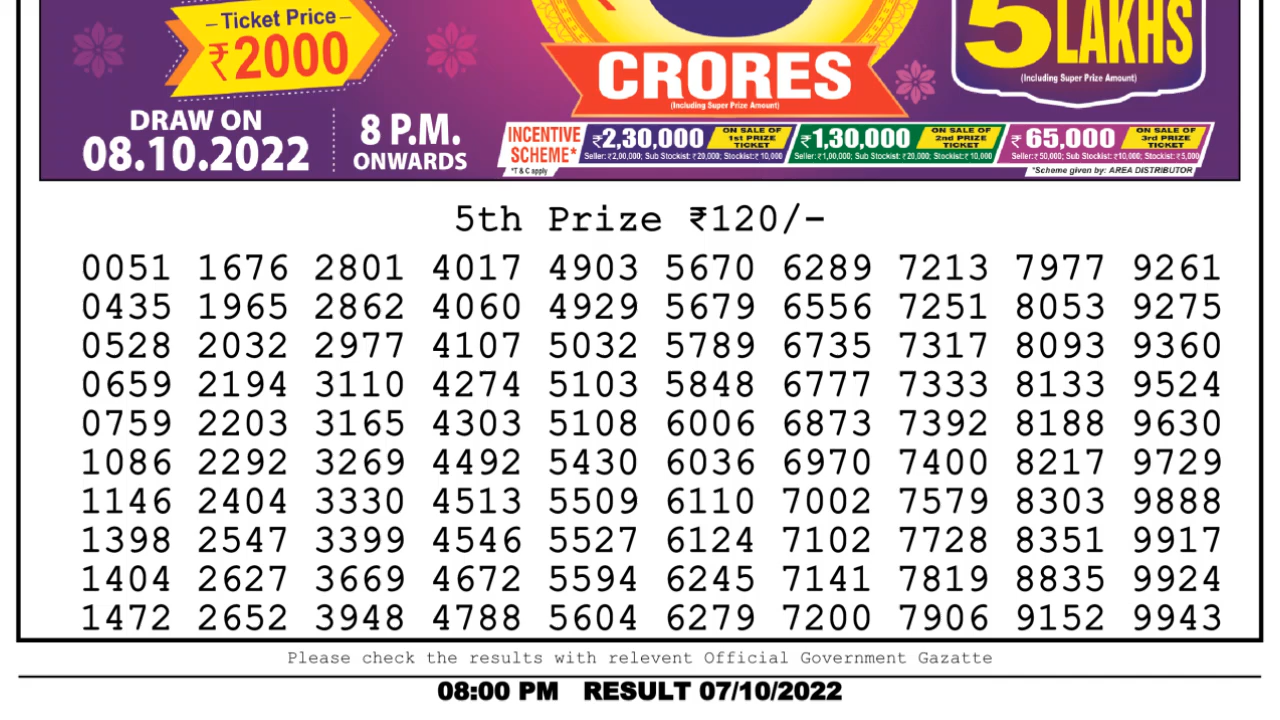 Ticket Price
₹2000
DRAW ON
08.10.2022
8 P.M.
ONWARDS
CRORES
(Including Super Prize Amount)
5 LAKHS
(Including Super Prize Amount)
INCENTIVE
SCHEME*
*T & C apply
₹2,30,000 ON SALE OF 1st PRIZE TICKET
Seller: ₹2,00,000; Sub Stockist: ₹20,000; Stockist: ₹10,000
₹1,30,000 ON SALE OF 2nd PRIZE TICKET
Seller: ₹1,00,000; Sub Stockist: ₹20,000; Stockist: ₹10,000
₹65,000 ON SALE OF 3rd PRIZE TICKET
Seller: ₹50,000; Sub Stockist: ₹10,000; Stockist: ₹5,000
*Scheme given by: AREA DISTRIBUTOR
5th Prize ₹120/-
0051 1676 2801 4017 4903 5670 6289 7213 7977 9261
0435 1965 2862 4060 4929 5679 6556 7251 8053 9275
0528 2032 2977 4107 5032 5789 6735 7317 8093 9360
0659 2194 3110 4274 5103 5848 6777 7333 8133 9524
0759 2203 3165 4303 5108 6006 6873 7392 8188 9630
1086 2292 3269 4492 5430 6036 6970 7400 8217 9729
1146 2404 3330 4513 5509 6110 7002 7579 8303 9888
1398 2547 3399 4546 5527 6124 7102 7728 8351 9917
1404 2627 3669 4672 5594 6245 7141 7819 8835 9924
1472 2652 3948 4788 5604 6279 7200 7906 9152 9943
Please check the results with relevent Official Government Gazatte
08:00 PM RESULT 07/10/2022